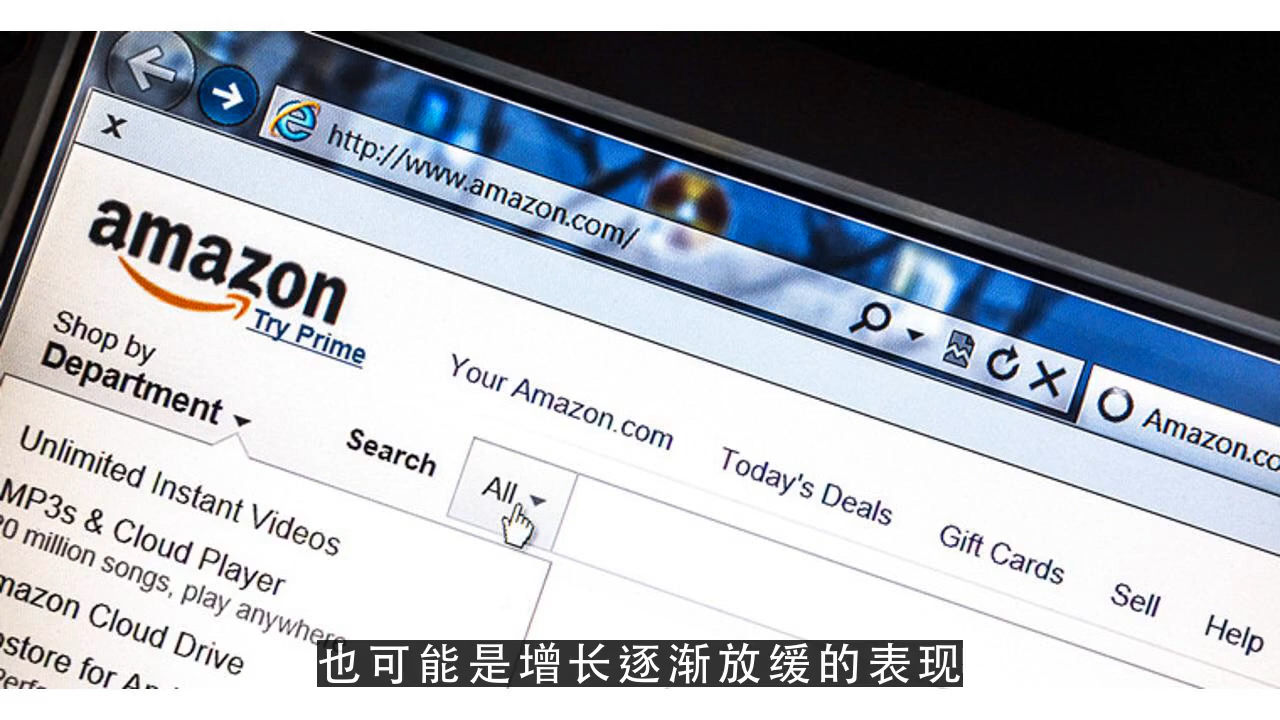 http://www.amazon.com/
x
Amazon.co
amazon
Try Prime
Shop by
Department
Search
All
Your Amazon.com
Today's Deals
Gift Cards
Sell
Help
Unlimited Instant Videos
MP3s & Cloud Player
million songs, play anywhere
Cloud Drive
for
也可能是增长逐渐放缓的表现